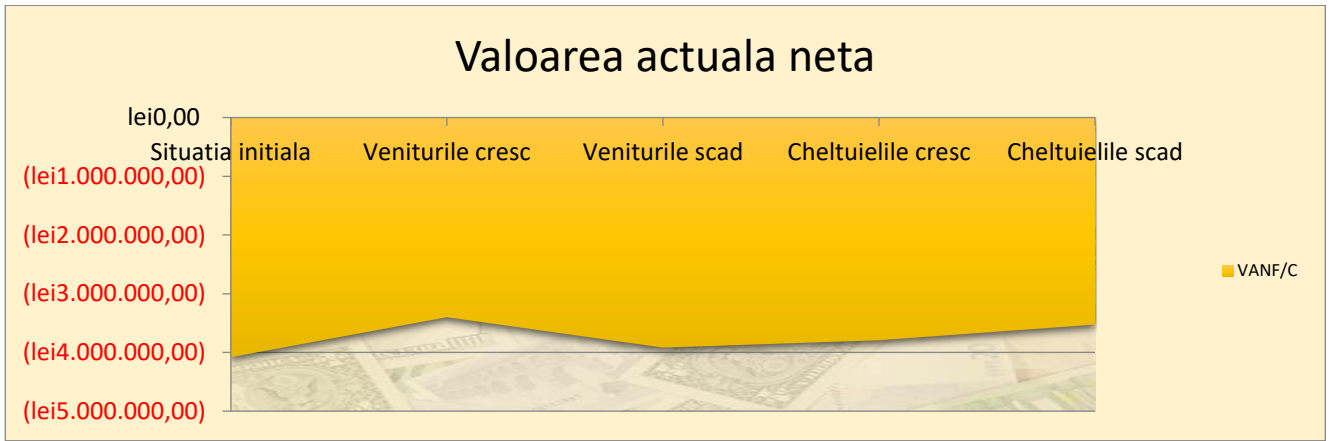 Valoarea actuala neta
lei0,00
Situatia initiala Veniturile cresc Veniturile scad Cheltuielile cresc Cheltuielile scad
(lei1.000.000,00)
(lei2.000.000,00)
VANF/C
(lei3.000.000,00)
(lei4.000.000,00)
(lei5.000.000,00)